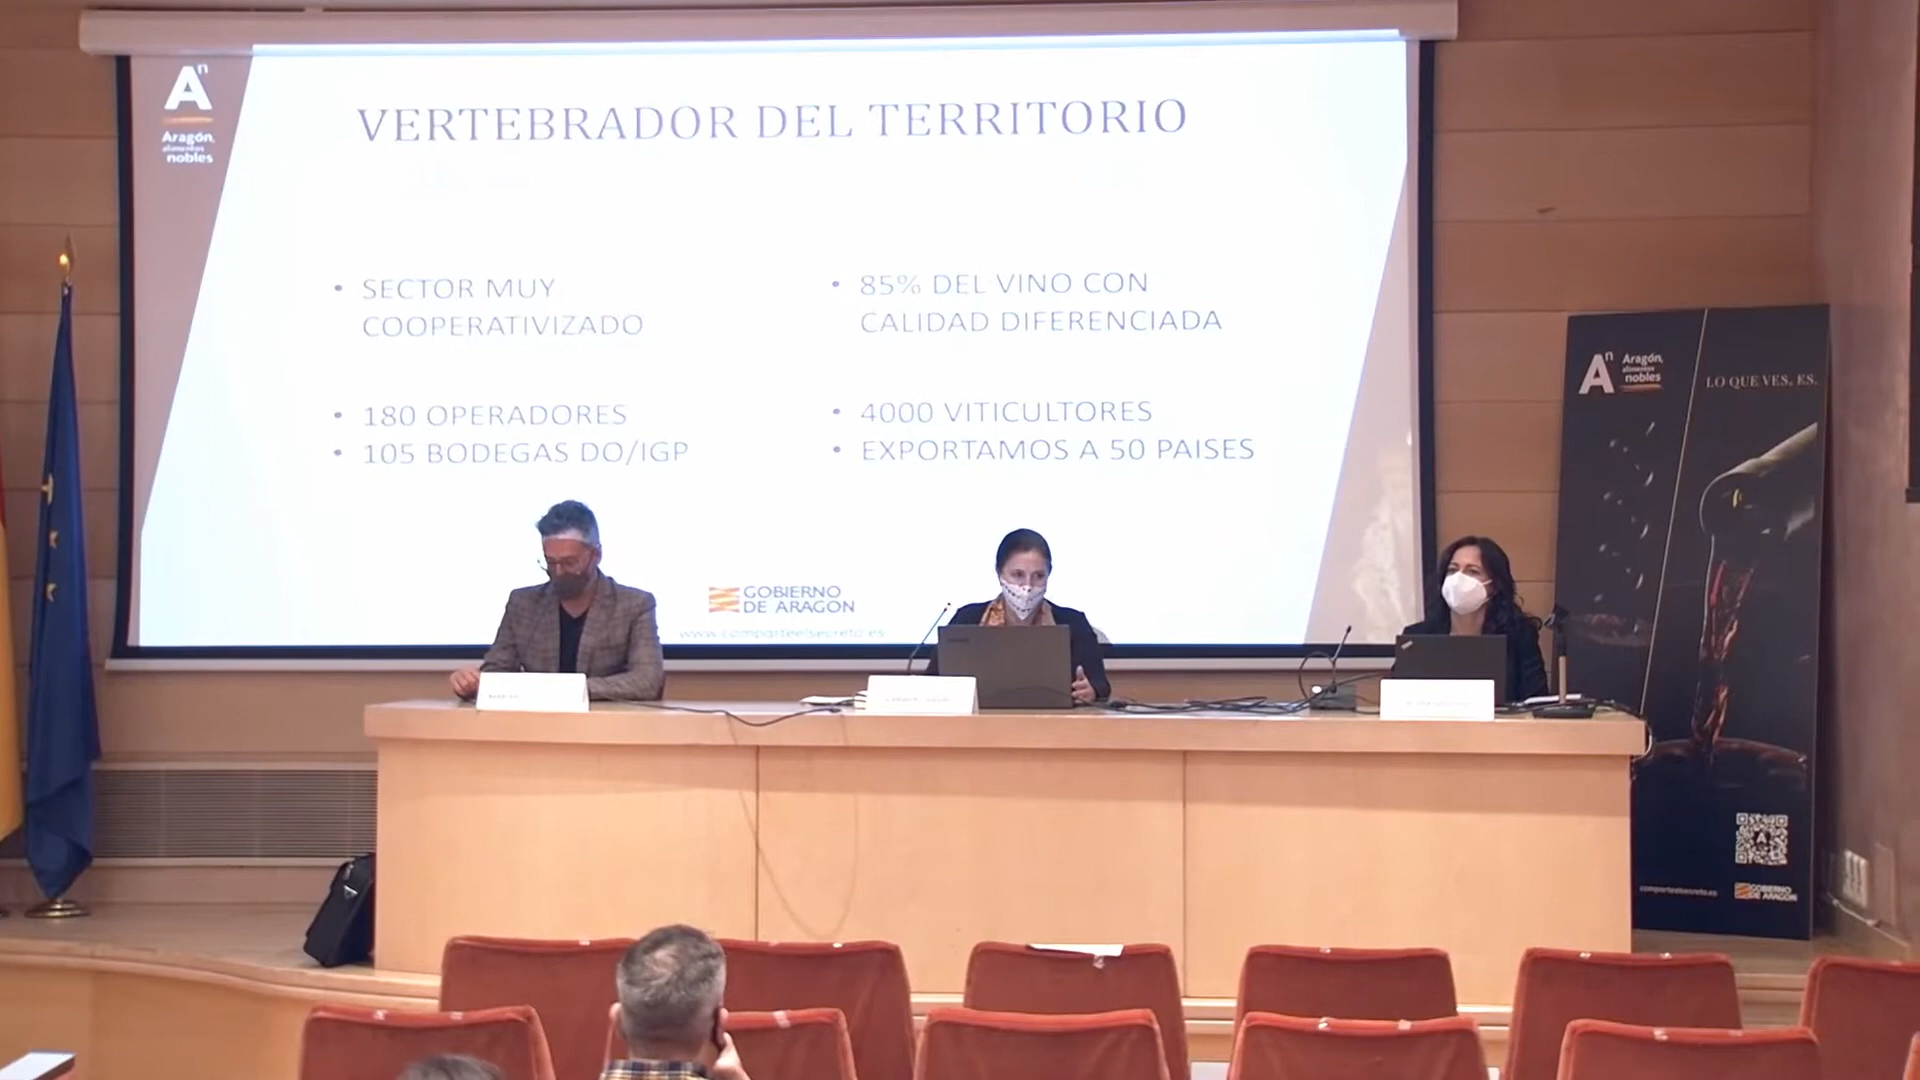 An
Aragón,
alimentos
nobles
VERTEBRADOR DEL TERRITORIO
• SECTOR MUY
COOPERATIVIZADO
• 180 OPERADORES
• 105 BODEGAS DO/IGP
• 85% DEL VINO CON
CALIDAD DIFERENCIADA
• 4000 VITICULTORES
• EXPORTAMOS A 50 PAISES
GOBIERNO
DE ARAGON
www.comparteelsecreto.es
An
Aragón,
alimentos
nobles
LO QUE VES, ES.
comparteelsecreto.es
GOBIERNO
DE ARAGON